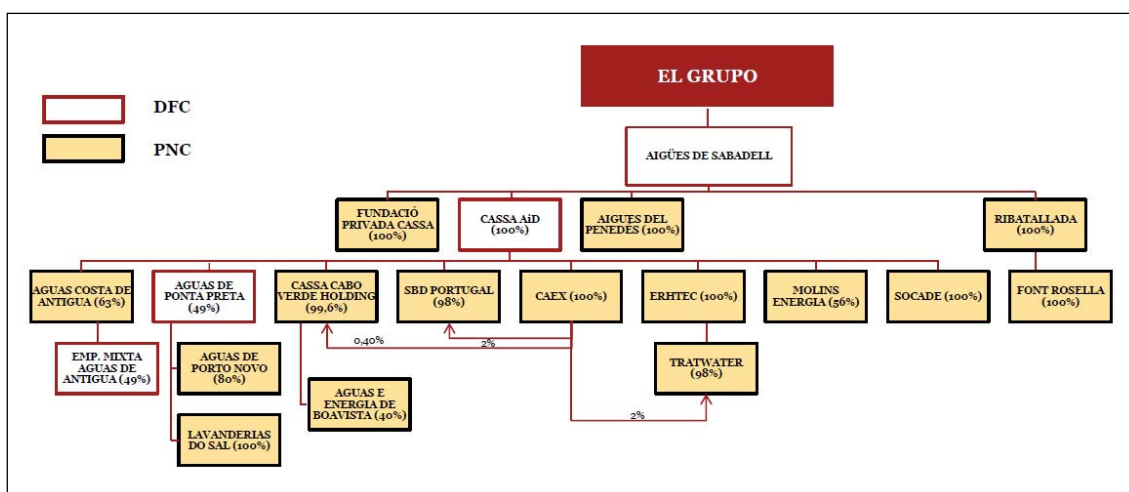 EL GRUPO
DFC
PNC
AIGÜES DE SABADELL
FUNDACIÓ
PRIVADA CASSA
(100%)
CASSA AiD
(100%)
AIGUES DEL
PENEDÈS (100%)
RIBATALLADA
(100%)
AGUAS COSTA DE
ANTIGUA (63%)
AGUAS DE
PONTA PRETA
(49%)
CASSA CABO
VERDE HOLDING
(99,6%)
SBD PORTUGAL
(98%)
CAEX (100%)
ERHTEC (100%)
MOLINS
ENERGIA (56%)
SOCADE (100%)
FONT ROSELLA
(100%)
0,40%
2%
EMP. MIXTA
AGUAS DE
ANTIGUA (49%)
AGUAS DE
PORTO NOVO
(80%)
TRATWATER
(98%)
AGUAS E
ENERGIA DE
BOAVISTA (40%)
2%
LAVANDERIAS
DO SAL (100%)